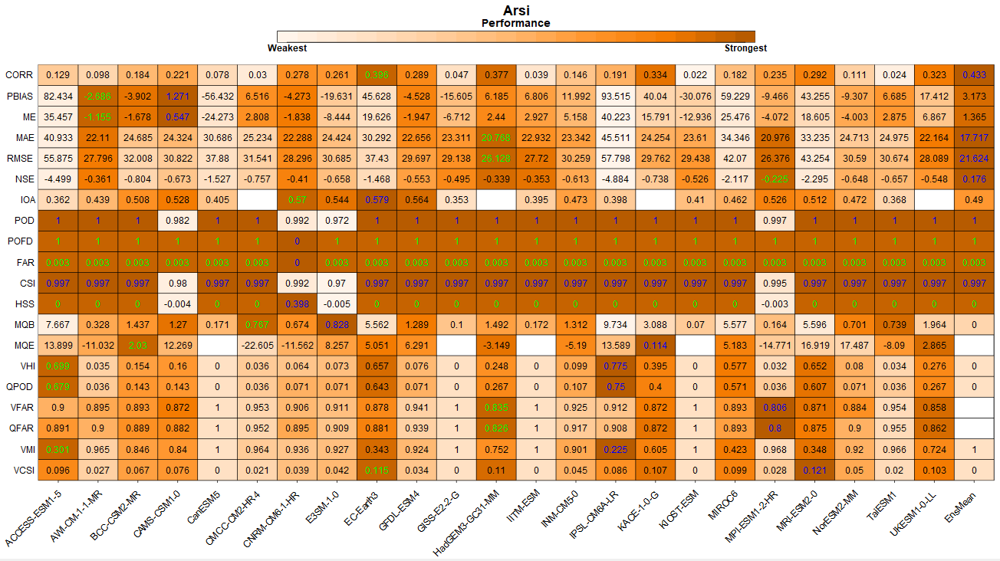 Arsi
Performance
Weakest Strongest
CORR 0.129 0.098 0.184 0.221 0.078 0.03 0.278 0.261 0.396 0.289 0.047 0.377 0.039 0.146 0.191 0.334 0.022 0.182 0.235 0.292 0.111 0.024 0.323 0.433
PBIAS 82.434 -2.686 -3.902 1.271 -56.432 6.516 -4.273 -19.631 45.628 -4.528 -15.605 6.185 6.806 11.992 93.515 40.04 -30.076 59.229 -9.466 43.255 -9.307 6.685 17.412 3.173
ME 35.457 -1.155 -1.678 0.547 -24.273 2.808 -1.838 -8.444 19.626 -1.947 -6.712 2.44 2.927 5.158 40.223 15.791 -12.936 25.476 -4.072 18.605 -4.003 2.875 6.867 1.365
MAE 40.933 22.11 24.685 24.324 30.686 25.234 22.288 24.424 30.292 22.656 23.311 20.768 22.932 23.342 45.511 24.254 23.61 34.346 20.976 33.235 24.713 24.975 22.164 17.717
RMSE 55.875 27.796 32.008 30.822 37.88 31.541 28.296 30.685 37.43 29.697 29.138 26.128 27.72 30.259 57.798 29.762 29.438 42.07 26.376 43.254 30.59 30.674 28.089 21.624
NSE -4.499 -0.361 -0.804 -0.673 -1.527 -0.757 -0.41 -0.658 -1.468 -0.553 -0.495 -0.339 -0.353 -0.613 -4.884 -0.738 -0.526 -2.117 -0.225 -2.295 -0.648 -0.657 -0.548 0.176
IOA 0.362 0.439 0.508 0.528 0.405 0.57 0.544 0.579 0.564 0.353 0.395 0.473 0.398 0.41 0.462 0.526 0.512 0.472 0.368 0.49
POD 1 1 1 0.982 1 1 0.992 0.972 1 1 1 1 1 1 1 1 1 1 0.997 1 1 1 1 1
POFD 1 1 1 1 1 1 0 1 1 1 1 1 1 1 1 1 1 1 1 1 1 1 1 1
FAR 0.003 0.003 0.003 0.003 0.003 0.003 0 0.003 0.003 0.003 0.003 0.003 0.003 0.003 0.003 0.003 0.003 0.003 0.003 0.003 0.003 0.003 0.003 0.003
CSI 0.997 0.997 0.997 0.98 0.997 0.997 0.992 0.97 0.997 0.997 0.997 0.997 0.997 0.997 0.997 0.997 0.997 0.997 0.995 0.997 0.997 0.997 0.997 0.997
HSS 0 0 0 -0.004 0 0 0.398 -0.005 0 0 0 0 0 0 0 0 0 0 -0.003 0 0 0 0 0
MQB 7.667 0.328 1.437 1.27 0.171 0.767 0.674 0.828 5.562 1.289 0.1 1.492 0.172 1.312 9.734 3.088 0.07 5.577 0.164 5.596 0.701 0.739 1.964 0
MQE 13.899 -11.032 2.03 12.269 -22.605 -11.562 8.257 5.051 6.291 -3.149 -5.19 13.589 0.114 5.183 -14.771 16.919 17.487 -8.09 2.865
VHI 0.699 0.035 0.154 0.16 0 0.036 0.064 0.073 0.657 0.076 0 0.248 0 0.099 0.775 0.395 0 0.577 0.032 0.652 0.08 0.034 0.276 0
QPOD 0.679 0.036 0.143 0.143 0 0.036 0.071 0.071 0.643 0.071 0 0.267 0 0.107 0.75 0.4 0 0.571 0.036 0.607 0.071 0.036 0.267 0
VFAR 0.9 0.895 0.893 0.872 1 0.953 0.906 0.911 0.878 0.941 1 0.835 1 0.925 0.912 0.872 1 0.893 0.806 0.871 0.884 0.954 0.858
QFAR 0.891 0.9 0.889 0.882 1 0.952 0.895 0.909 0.881 0.939 1 0.826 1 0.917 0.908 0.872 1 0.893 0.8 0.875 0.9 0.955 0.862
VMI 0.301 0.965 0.846 0.84 1 0.964 0.936 0.927 0.343 0.924 1 0.752 1 0.901 0.225 0.605 1 0.423 0.968 0.348 0.92 0.966 0.724 1
VCSI 0.096 0.027 0.067 0.076 0 0.021 0.039 0.042 0.115 0.034 0 0.11 0 0.045 0.086 0.107 0 0.099 0.028 0.121 0.05 0.02 0.103 0
ACCESS-ESM1-5 AWI-CM-1-1-MR BCC-CSM2-MR CAMS-CSM1.0 CanESM5 CMCC-CM2-HR4 CNRM-CM6-1-HR E3SM-1-0 EC-Earth3 GFDL-ESM4 GISS-E2-2-G HadGEM3-GC31-MM IITM-ESM INM-CM5-0 IPSL-CM6A-LR KACE-1-0-G KIOST-ESM MIROC6 MPI-ESM1-2-HR MRI-ESM2-0 NorESM2-MM TaiESM1 UKESM1-0-LL EnsMean